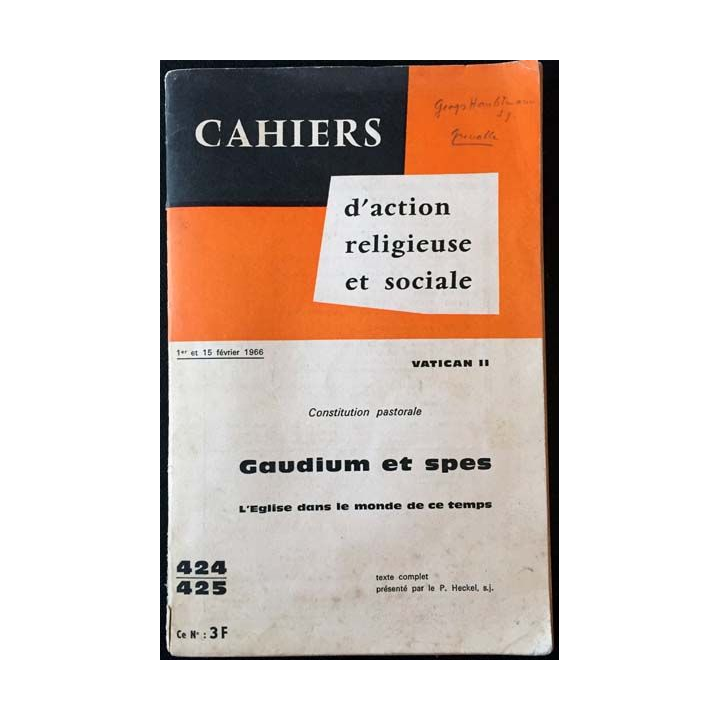 CAHIERS
d'action
religieuse
et sociale
1er et 15 février 1966
VATICAN II
Constitution pastorale
Gaudium et spes
L'Eglise dans le monde de ce temps
424
425
texte complet
présenté par le P. Heckel, s.j.
Ce N° : 3F